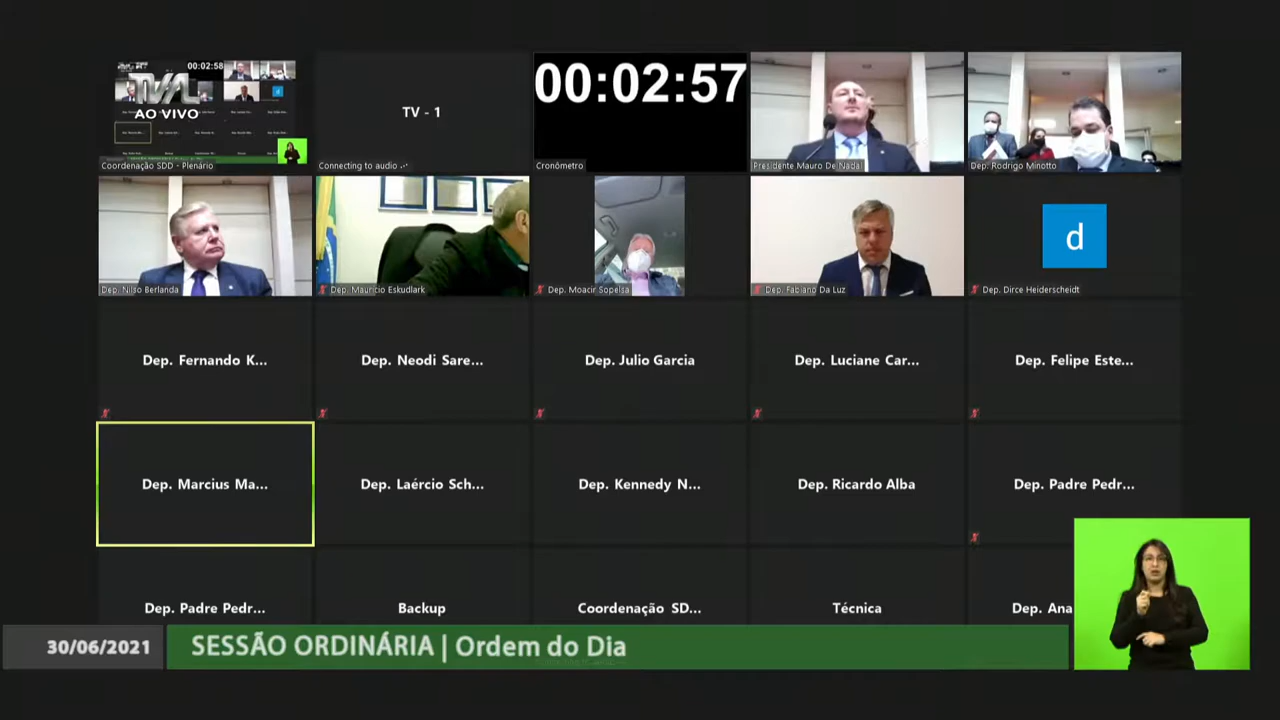 00:02:58
TVAL
AO VIVO
Coordenação SDD - Plenário
TV - 1
Connecting to audio
00:02:57
Cronômetro
Presidente Mauro De Nadal
Dep. Rodrigo Minotto
Dep. Nilso Berlanda
Dep. Mauricio Eskudlark
Dep. Moacir Sopelsa
Dep. Fabiano Da Luz
d
Dep. Dirce Heiderscheidt
Dep. Fernando K...
Dep. Neodi Sare...
Dep. Julio Garcia
Dep. Luciane Car...
Dep. Felipe Este...
Dep. Marcius Ma...
Dep. Laércio Sch...
Dep. Kennedy N...
Dep. Ricardo Alba
Dep. Padre Pedr...
Dep. Padre Pedr...
Backup
Coordenação SD...
Técnica
Dep. Ana
30/06/2021
SESSÃO ORDINÁRIA | Ordem do Dia